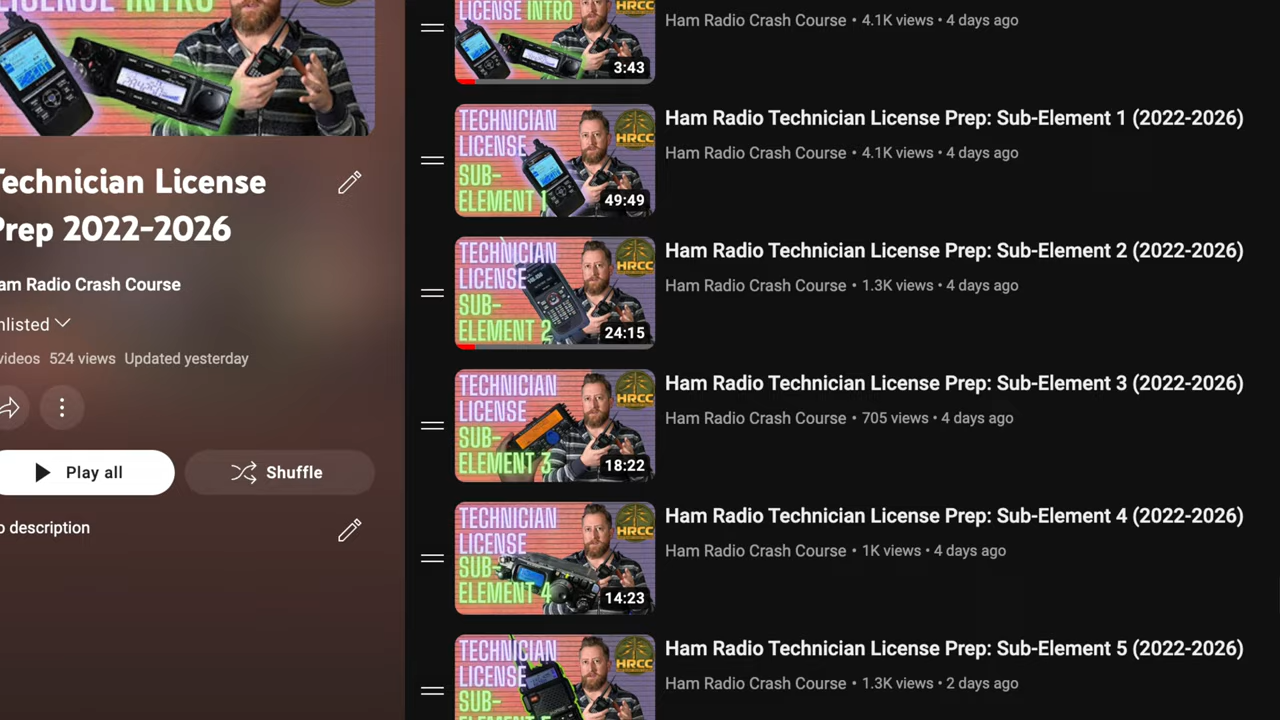 LICENSE INTRO
Technician License
Prep 2022-2026
Ham Radio Crash Course
Unlisted
videos 524 views Updated yesterday
Play all
Shuffle
No description
LICENSE INTRO
HRCC
3:43
Ham Radio Crash Course • 4.1K views • 4 days ago
TECHNICIAN
LICENSE
SUB-
ELEMENT 1
HRCC
49:49
Ham Radio Technician License Prep: Sub-Element 1 (2022-2026)
Ham Radio Crash Course • 4.1K views • 4 days ago
TECHNICIAN
LICENSE
SUB-
ELEMENT 2
HRCC
24:15
Ham Radio Technician License Prep: Sub-Element 2 (2022-2026)
Ham Radio Crash Course • 1.3K views • 4 days ago
TECHNICIAN
LICENSE
SUB-
ELEMENT 3
HRCC
18:22
Ham Radio Technician License Prep: Sub-Element 3 (2022-2026)
Ham Radio Crash Course • 705 views • 4 days ago
TECHNICIAN
LICENSE
SUB-
ELEMENT 4
HRCC
14:23
Ham Radio Technician License Prep: Sub-Element 4 (2022-2026)
Ham Radio Crash Course • 1K views • 4 days ago
TECHNICIAN
LICENSE
SUB-
HRCC
Ham Radio Technician License Prep: Sub-Element 5 (2022-2026)
Ham Radio Crash Course • 1.3K views • 2 days ago